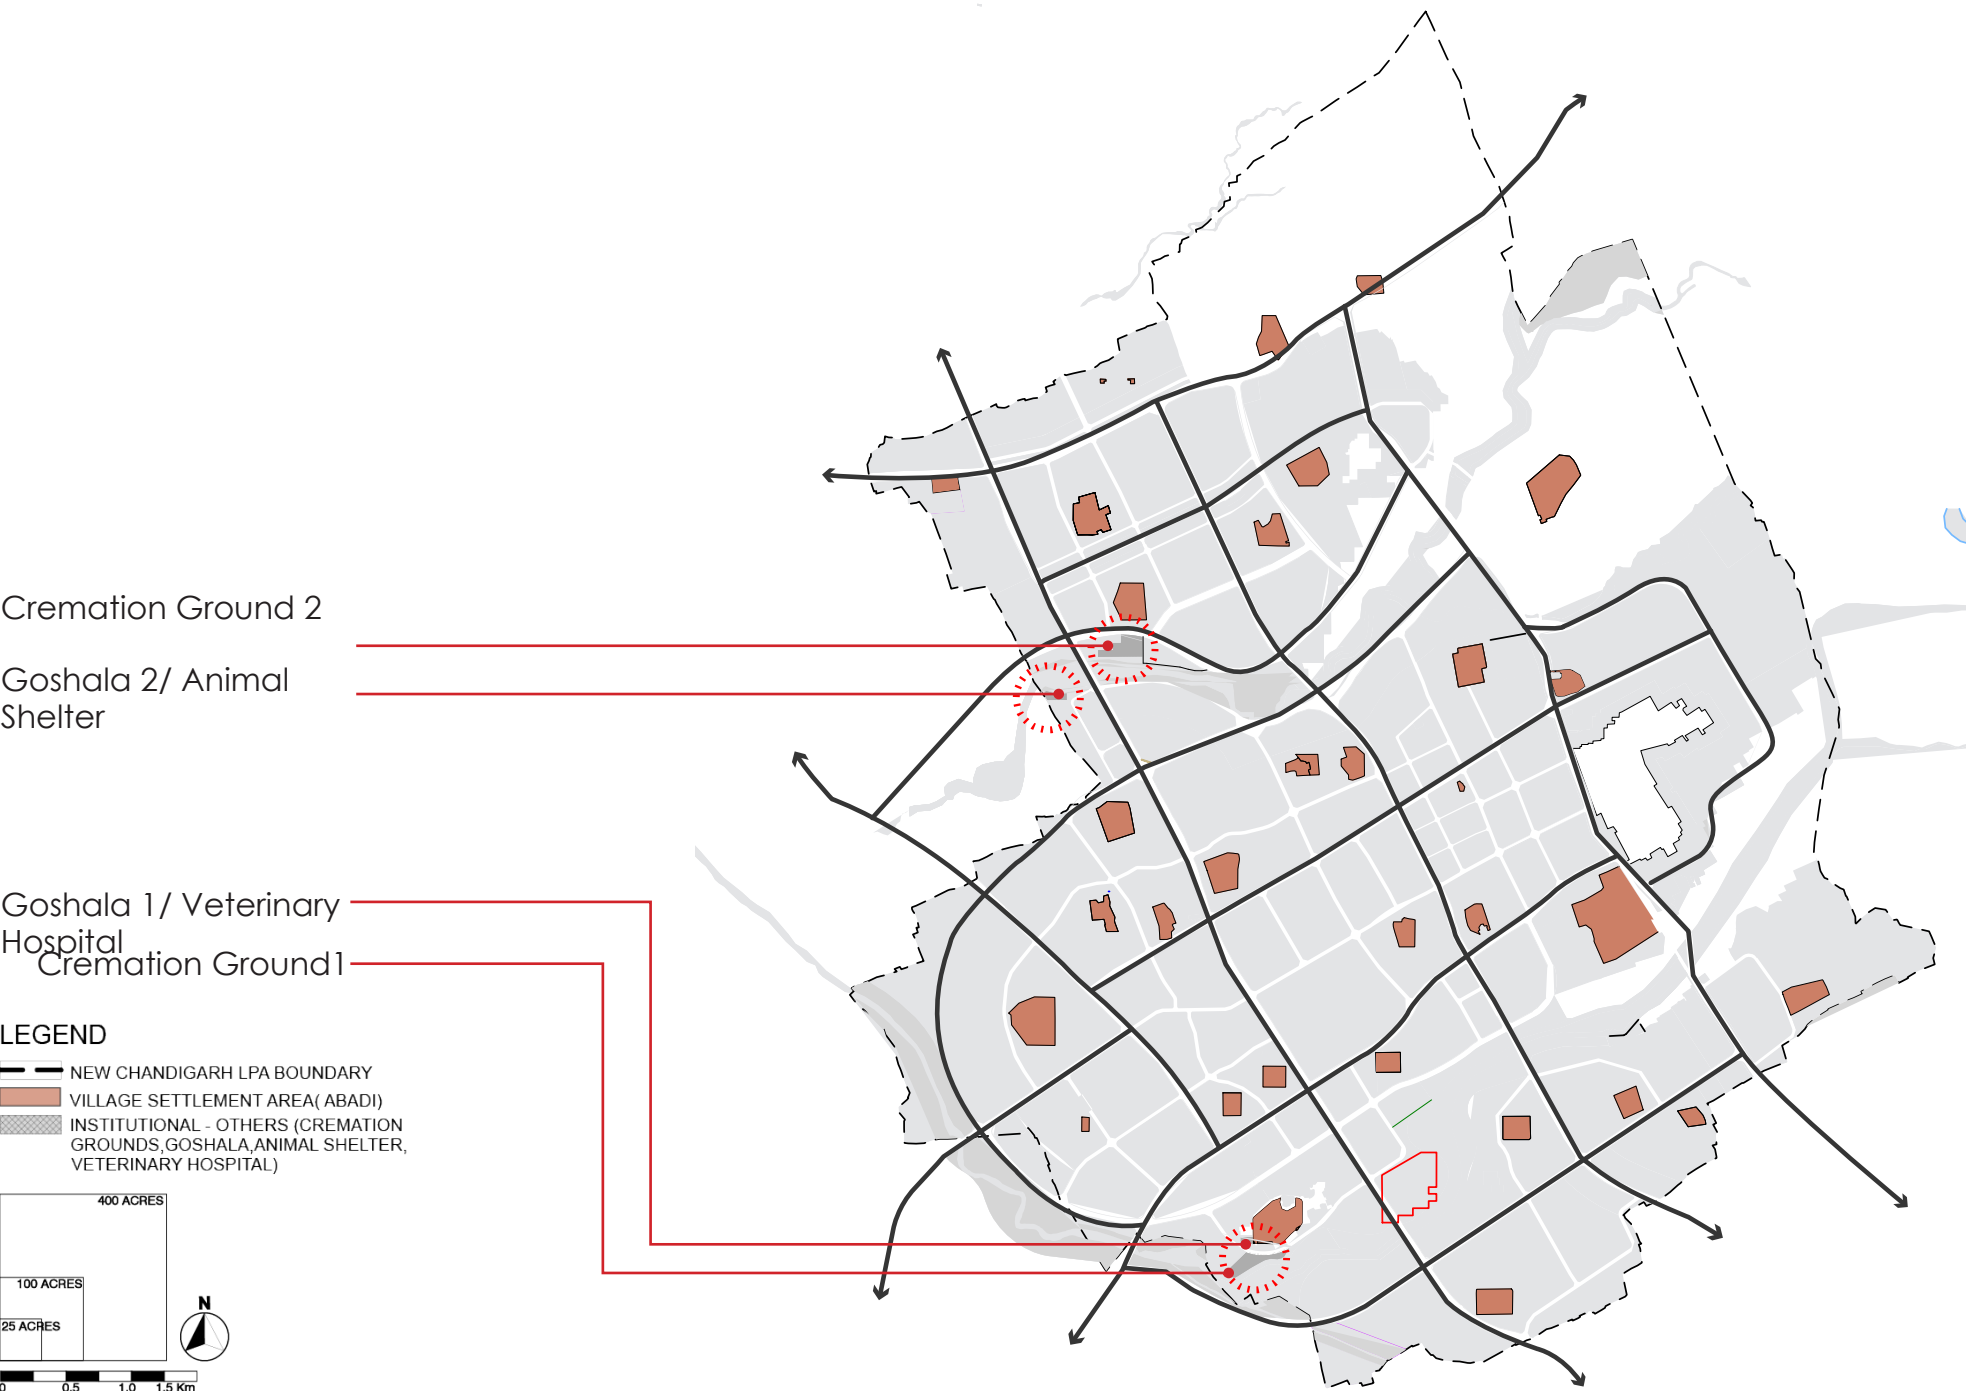 Cremation Ground 2
Goshala 2/ Animal
Shelter
Goshala 1/ Veterinary
Hospital
Cremation Ground1
LEGEND
NEW CHANDIGARH LPA BOUNDARY
VILLAGE SETTLEMENT AREA( ABADI)
INSTITUTIONAL - OTHERS (CREMATION
GROUNDS,GOSHALA,ANIMAL SHELTER,
VETERINARY HOSPITAL)
400 ACRES
100 ACRES
25 ACRES
N
0 0.5 1.0 1.5 Km